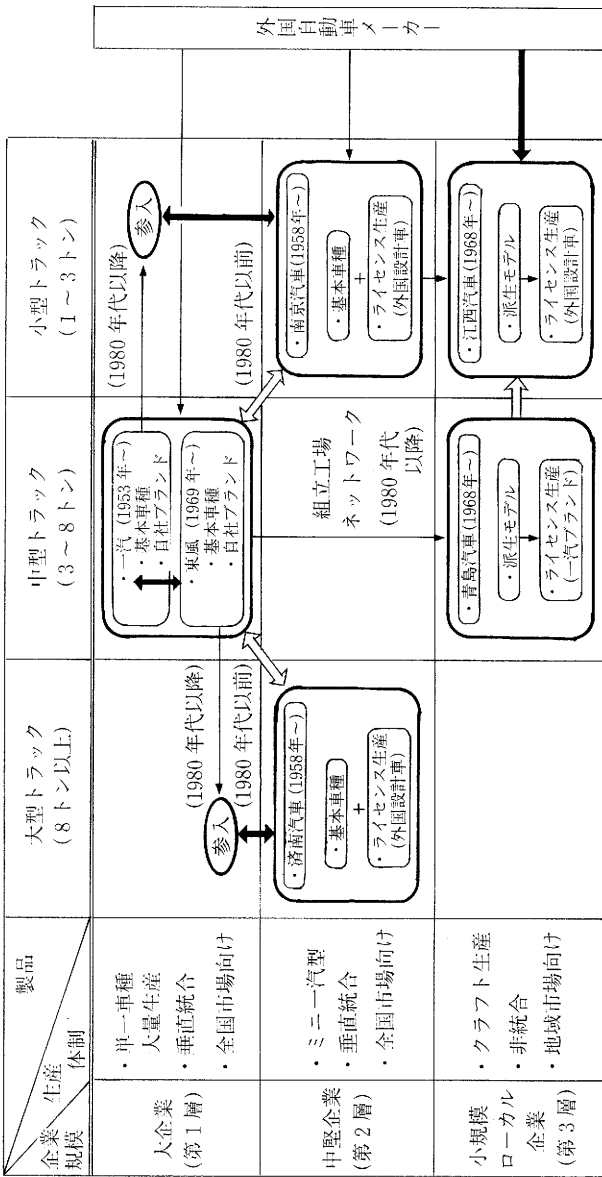 製品
生産
体制
企業
規模
大型トラック
(8トン以上)
中型トラック
(3～8トン)
小型トラック
(1～3トン)
大企業
(第1層)
・単一車種
大量生産
・垂直統合
・全国市場向け
参入
(1980年代以降)
(1980年代以前)
・一汽(1953年～)
・基本車種
・自社ブランド
・東風(1969年～)
・基本車種
・自社ブランド
(1980年代以降)
(1980年代以前)
参入
中堅企業
(第2層)
・ミニ一汽型
・垂直統合
・全国市場向け
・済南汽車(1958年～)
・基本車種
+
・ライセンス生産
(外国設計車)
組立工場
ネットワーク
(1980年代
以降)
・南京汽車(1958年～)
・基本車種
+
・ライセンス生産
(外国設計車)
小規模
ローカル
企業
(第3層)
・クラフト生産
・非統合
・地域市場向け
・青島汽車(1968年～)
・派生モデル
・ライセンス生産
(一汽ブランド)
・江西汽車(1968年～)
・派生モデル
・ライセンス生産
(外国設計車)
外国自動車メーカー